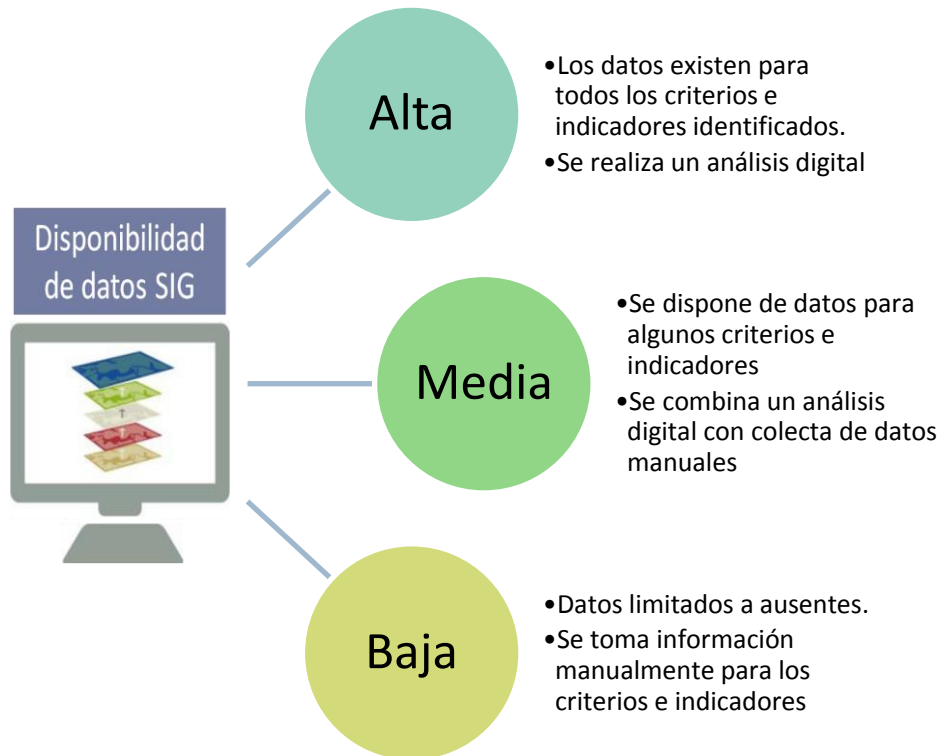 Disponibilidad
de datos SIG
Alta
•Los datos existen para
todos los criterios e
indicadores identificados.
•Se realiza un análisis digital
Media
•Se dispone de datos para
algunos criterios e
indicadores
•Se combina un análisis
digital con colecta de datos
manuales
Baja
•Datos limitados a ausentes.
•Se toma información
manualmente para los
criterios e indicadores